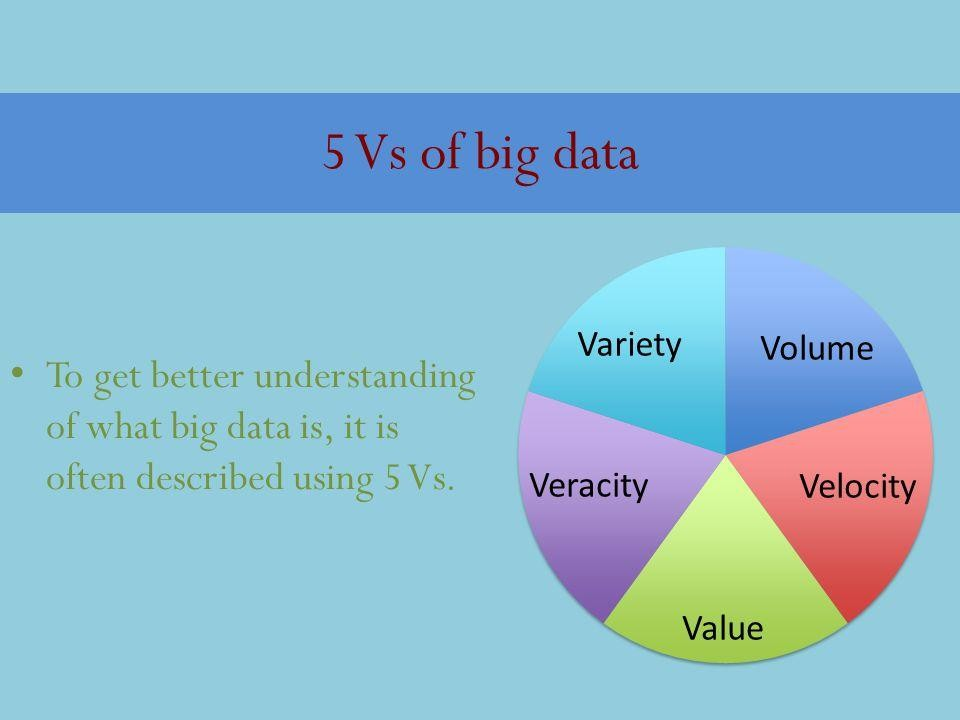 5 Vs of big data
• To get better understanding
of what big data is, it is
often described using 5 Vs.
Variety
Volume
Veracity
Velocity
Value